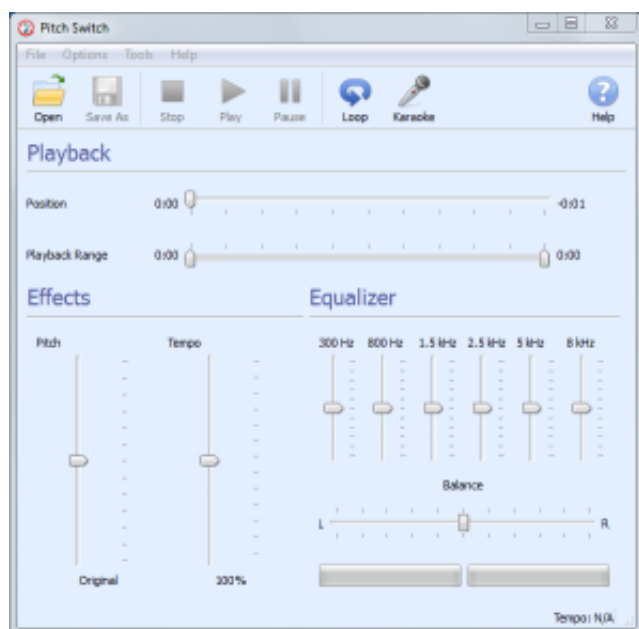 Pitch Switch
File Options Tools Help
Open Save As Stop Play Pause Loop Karaoke Help
Playback
Position 0:00 -0:01
Playback Range 0:00 0:00
Effects Equalizer
Pitch Tempo 300 Hz 800 Hz 1.5 kHz 2.5 kHz 5 kHz 8 kHz
Balance
L R
Original 100%
Tempo: N/A